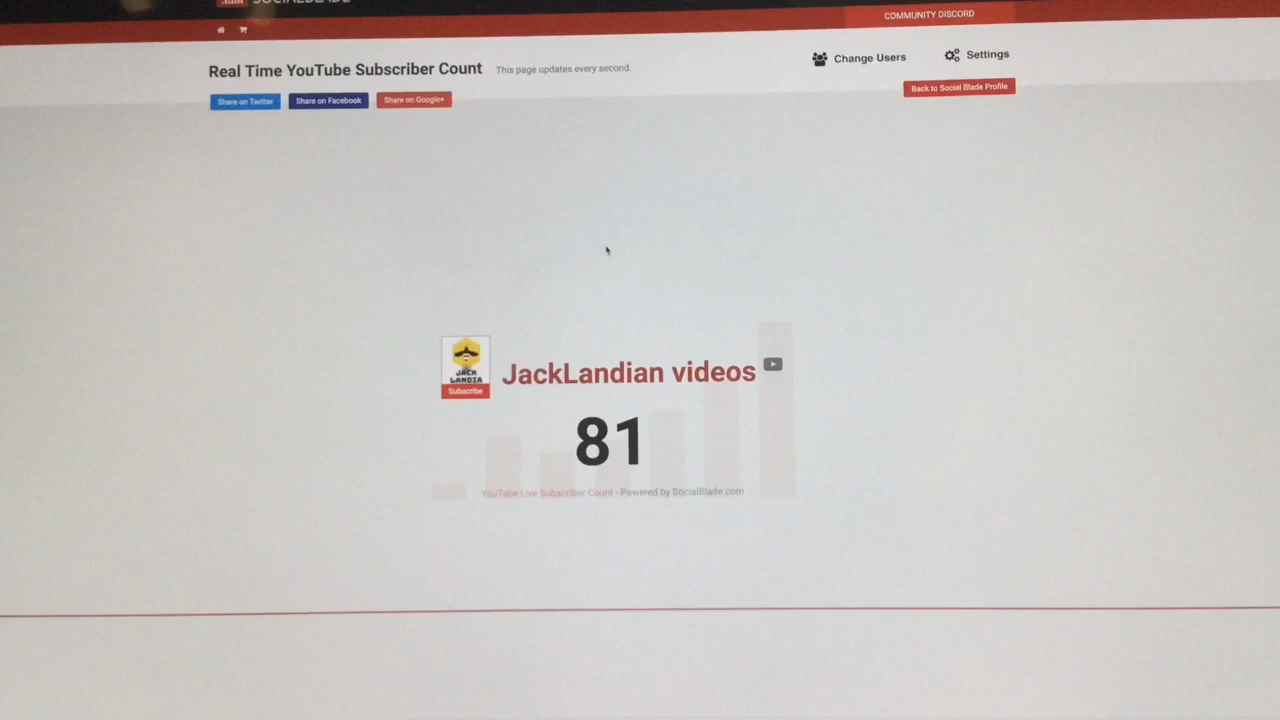 SOCIALBLADE
COMMUNITY DISCORD
Real Time YouTube Subscriber Count
This page updates every second.
Change Users
Settings
Share on Twitter
Share on Facebook
Share on Google+
Back to Social Blade Profile
JACK
LANDIA
Subscribe
JackLandian videos
81
YouTube Live Subscriber Count - Powered by SocialBlade.com